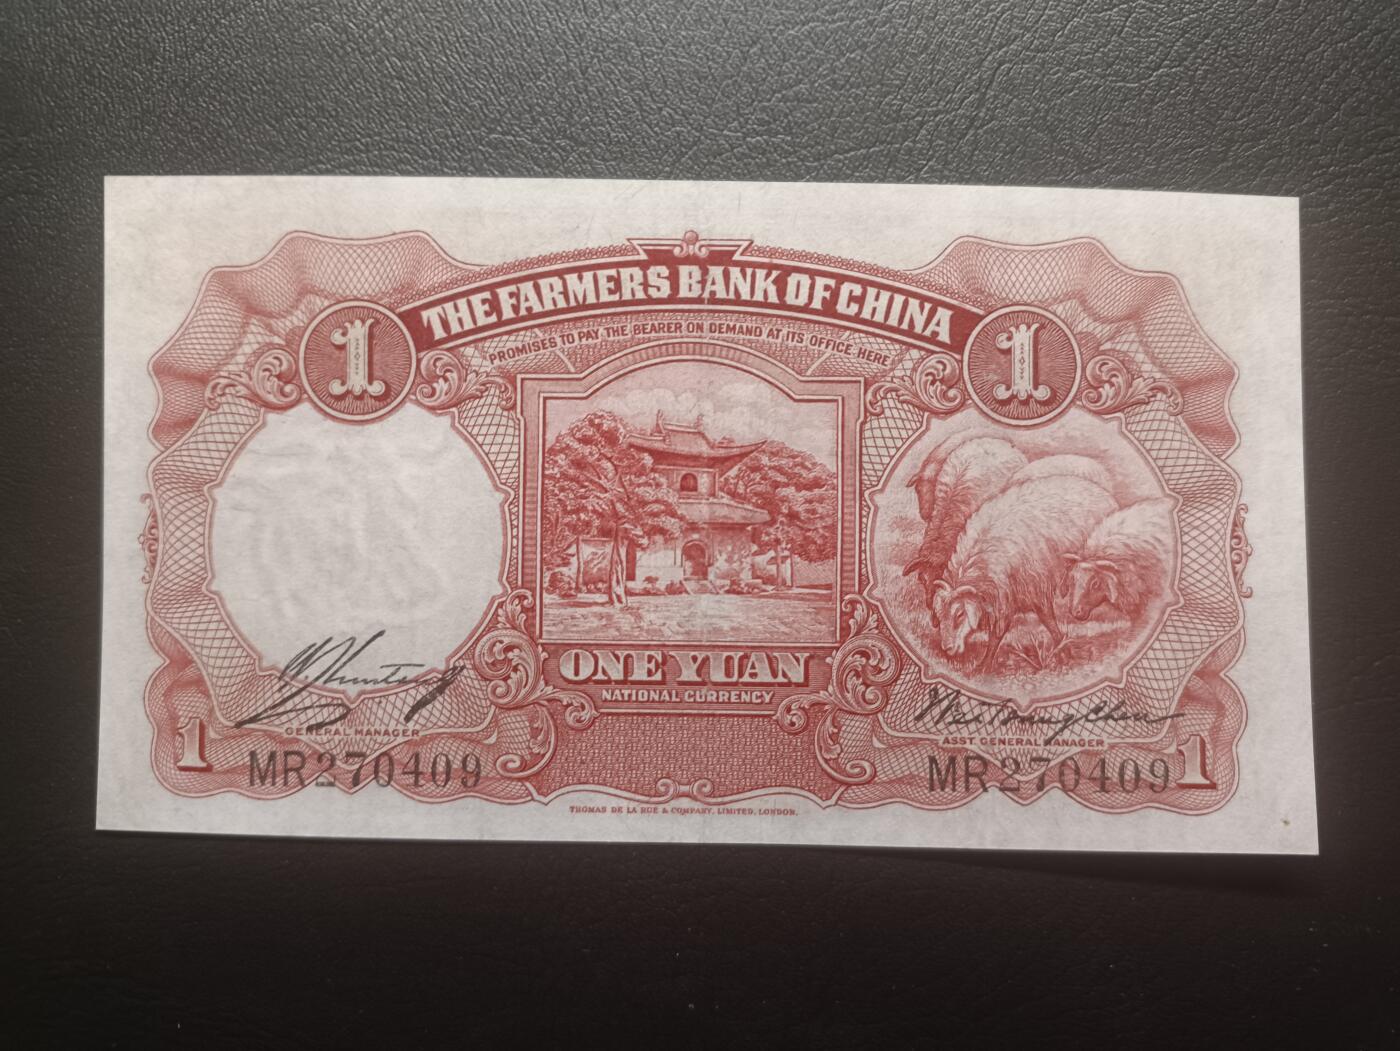 THE FARMERS BANK OF CHINA
PROMISES TO PAY THE BEARER ON DEMAND AT ITS OFFICE HERE
1
1
ONE YUAN
NATIONAL CURRENCY
GENERAL MANAGER
ASST GENERAL MANAGER
1
MR270409
MR270409
1
THOMAS DE LA RUE & COMPANY, LIMITED, LONDON.